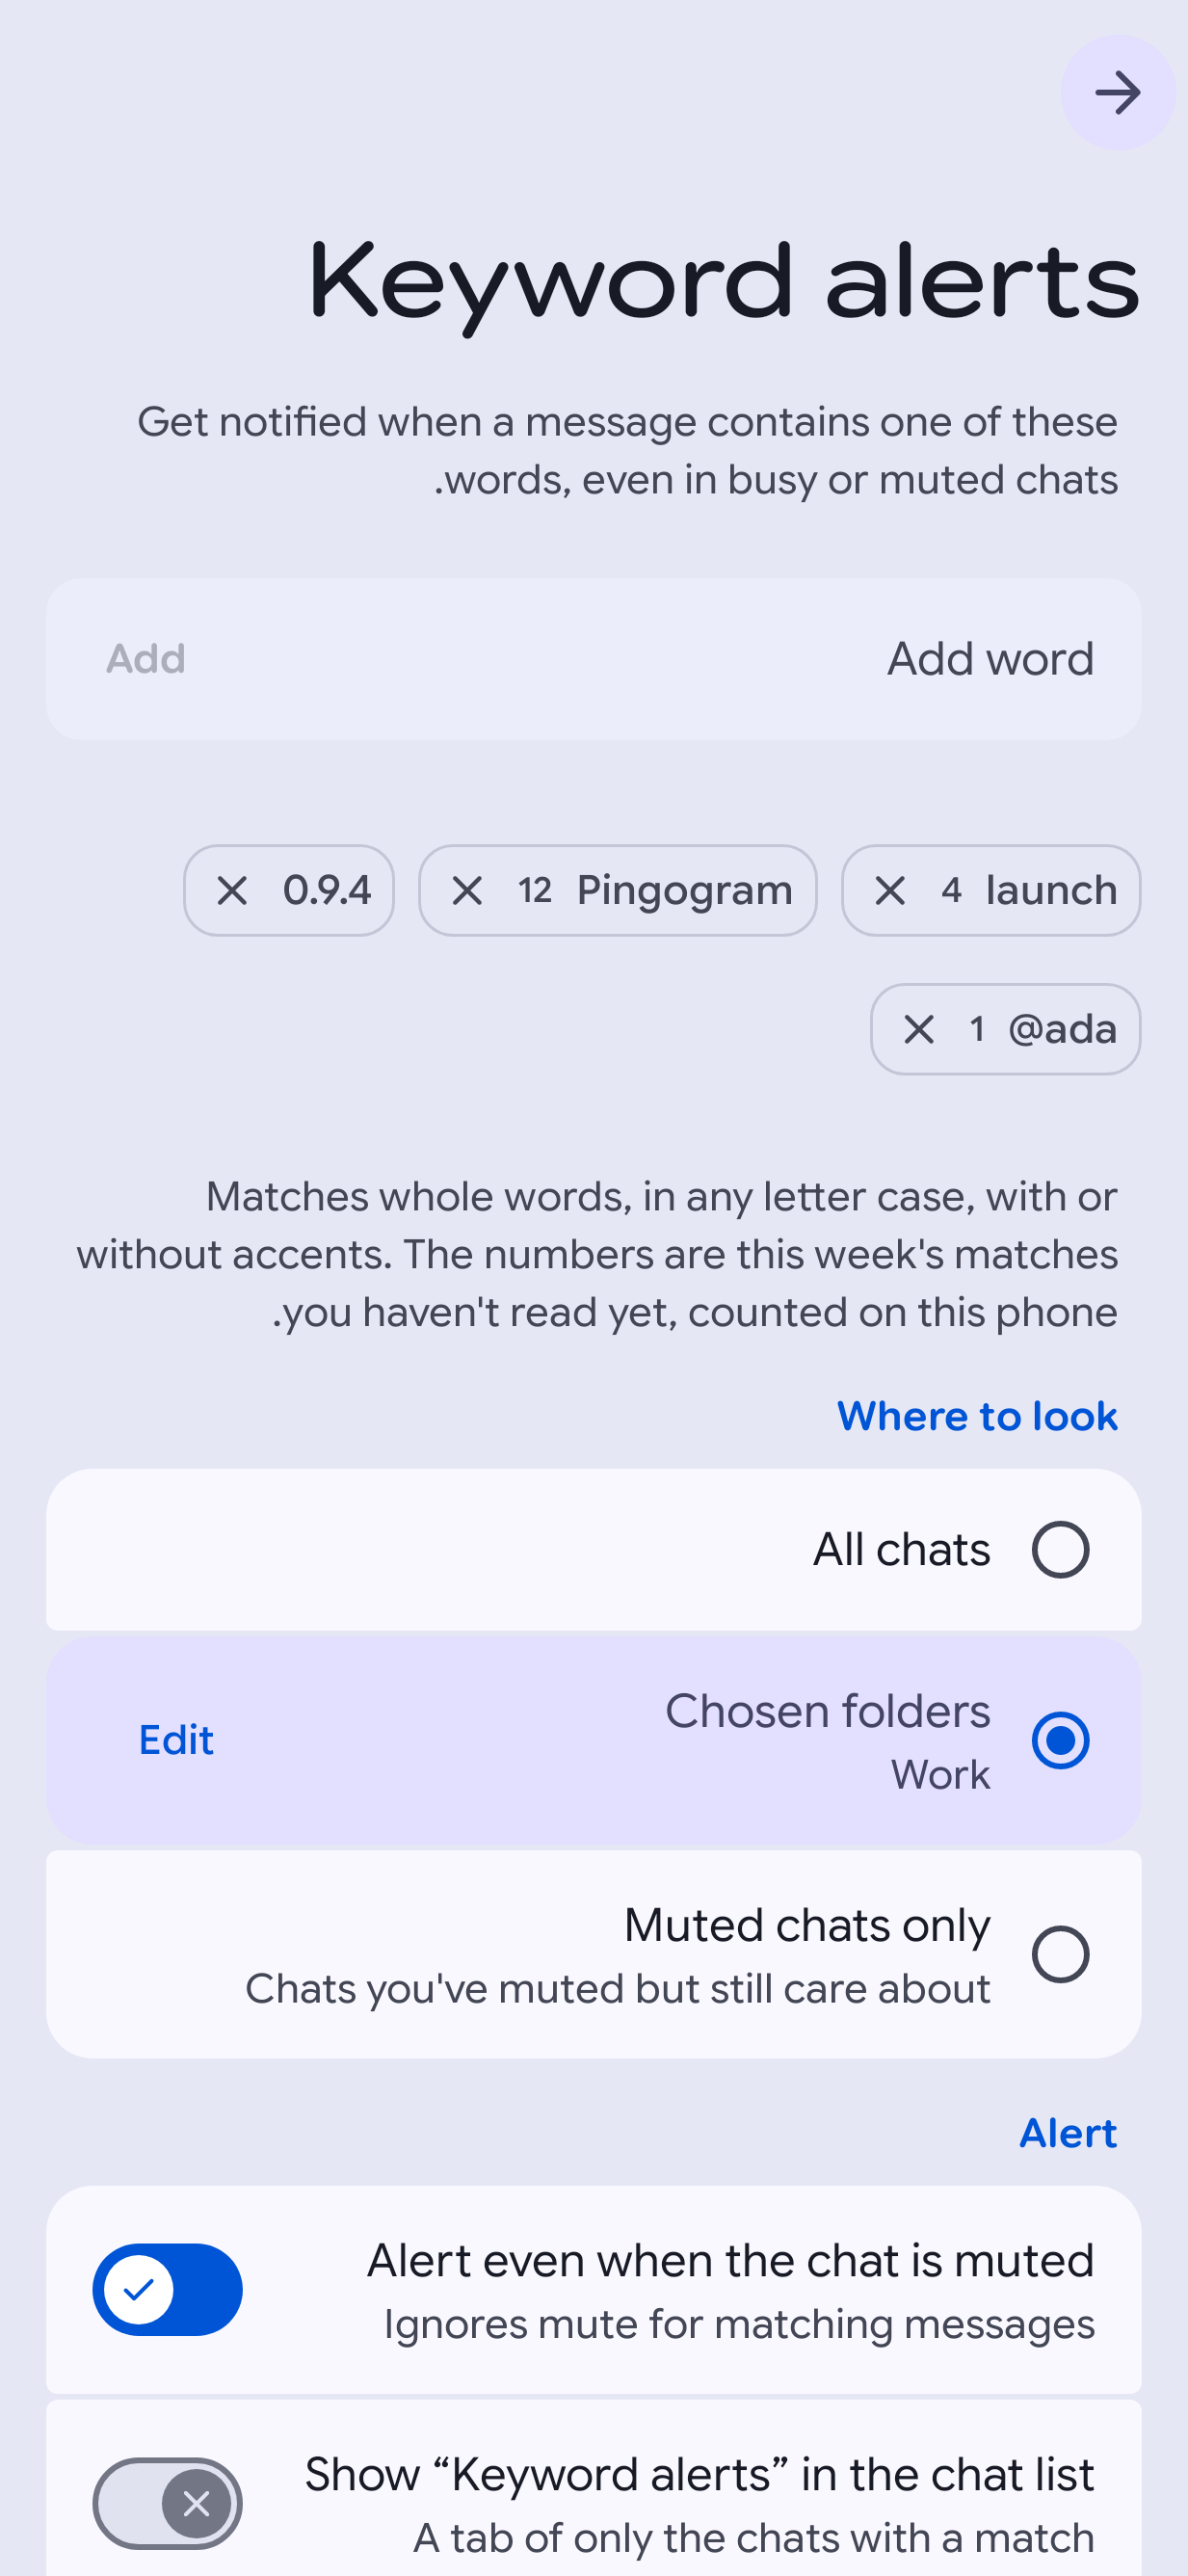 Keyword alerts
Get notified when a message contains one of these
.words, even in busy or muted chats
Add word
Add
launch 4
Pingogram 12
0.9.4
@ada 1
Matches whole words, in any letter case, with or
without accents. The numbers are this week's matches
.you haven't read yet, counted on this phone
Where to look
All chats
Chosen folders
Work
Edit
Muted chats only
Chats you've muted but still care about
Alert
Alert even when the chat is muted
Ignores mute for matching messages
Show “Keyword alerts” in the chat list
A tab of only the chats with a match